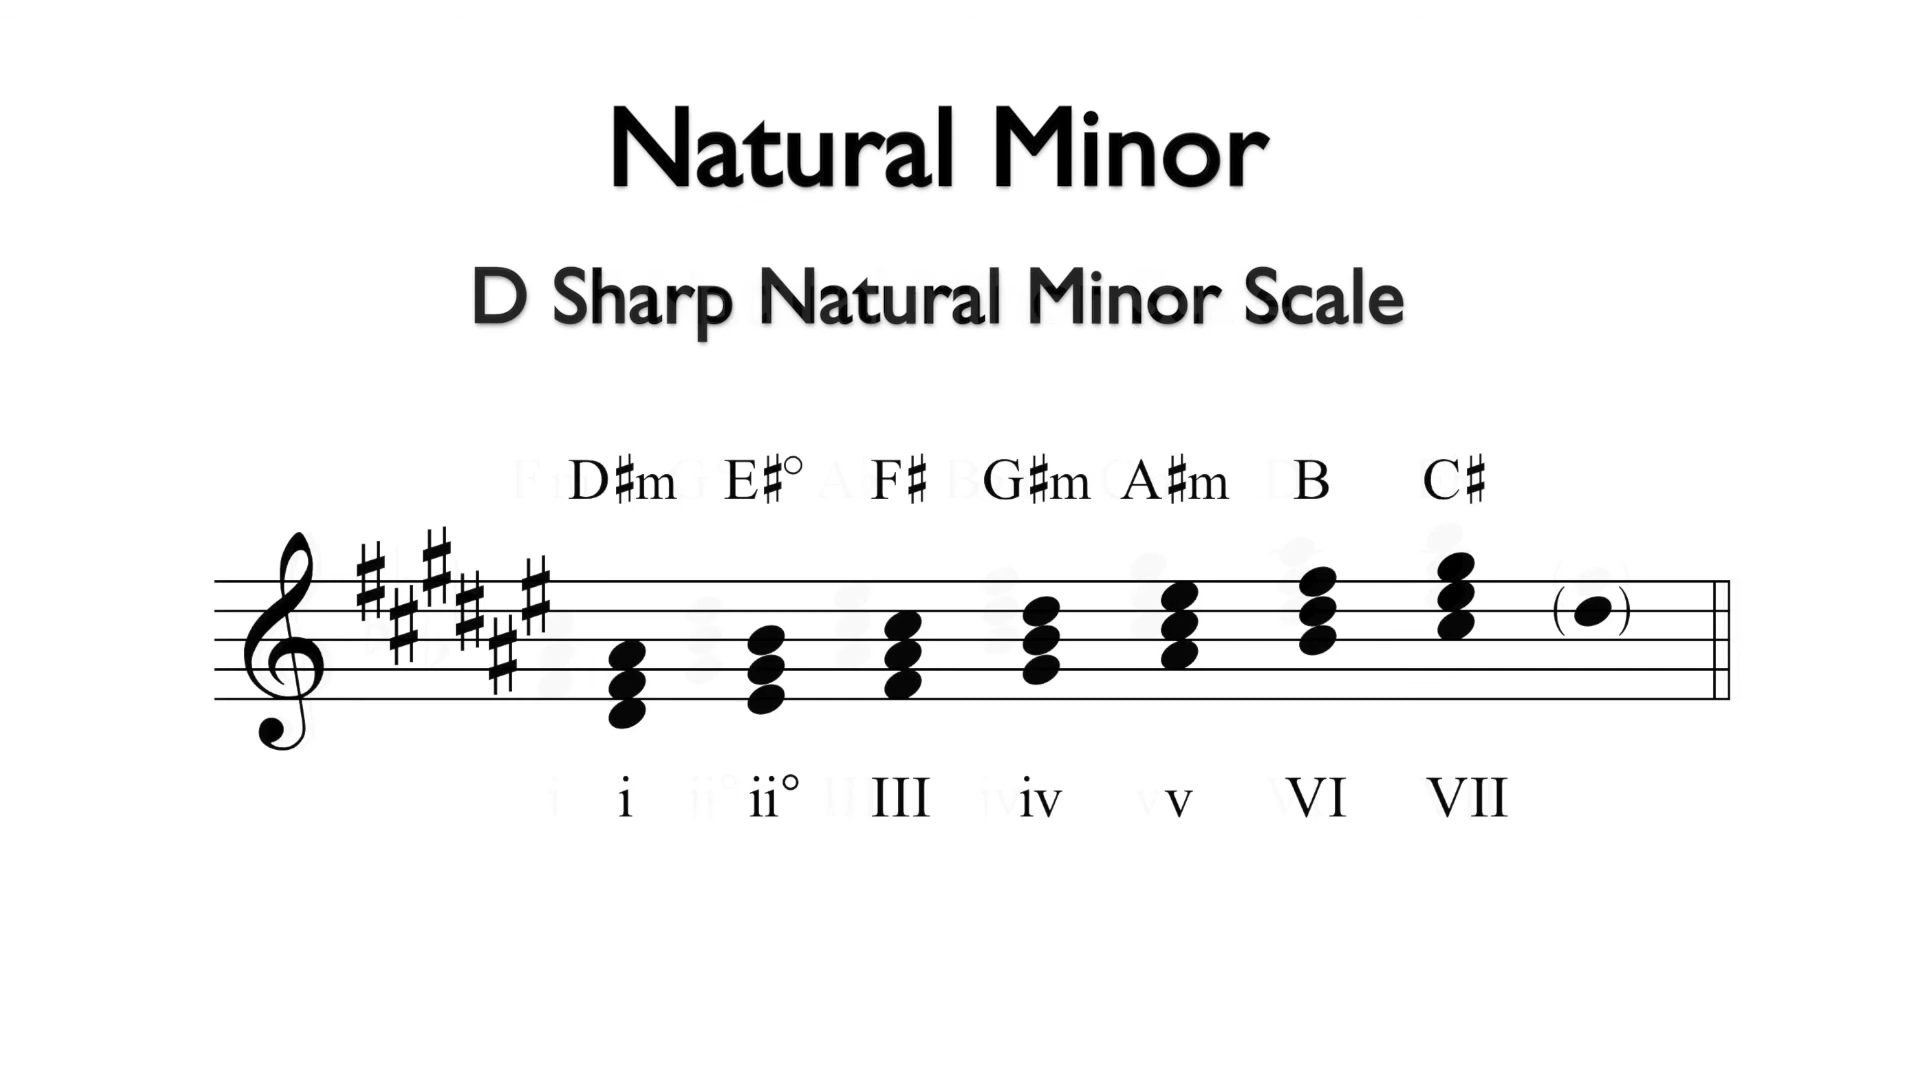 Natural Minor
D Sharp Natural Minor Scale
D♯m E♯° F♯ G♯m A♯m B C♯
i ii° III iv v VI VII